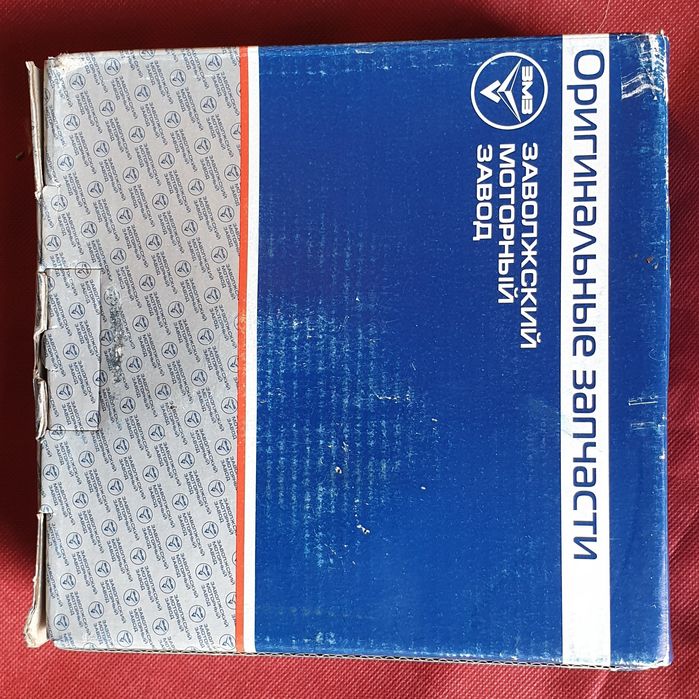 Оригинальные запчасти
ЗМЗ
ЗАВОЛЖСКИЙ
МОТОРНЫЙ
ЗАВОД